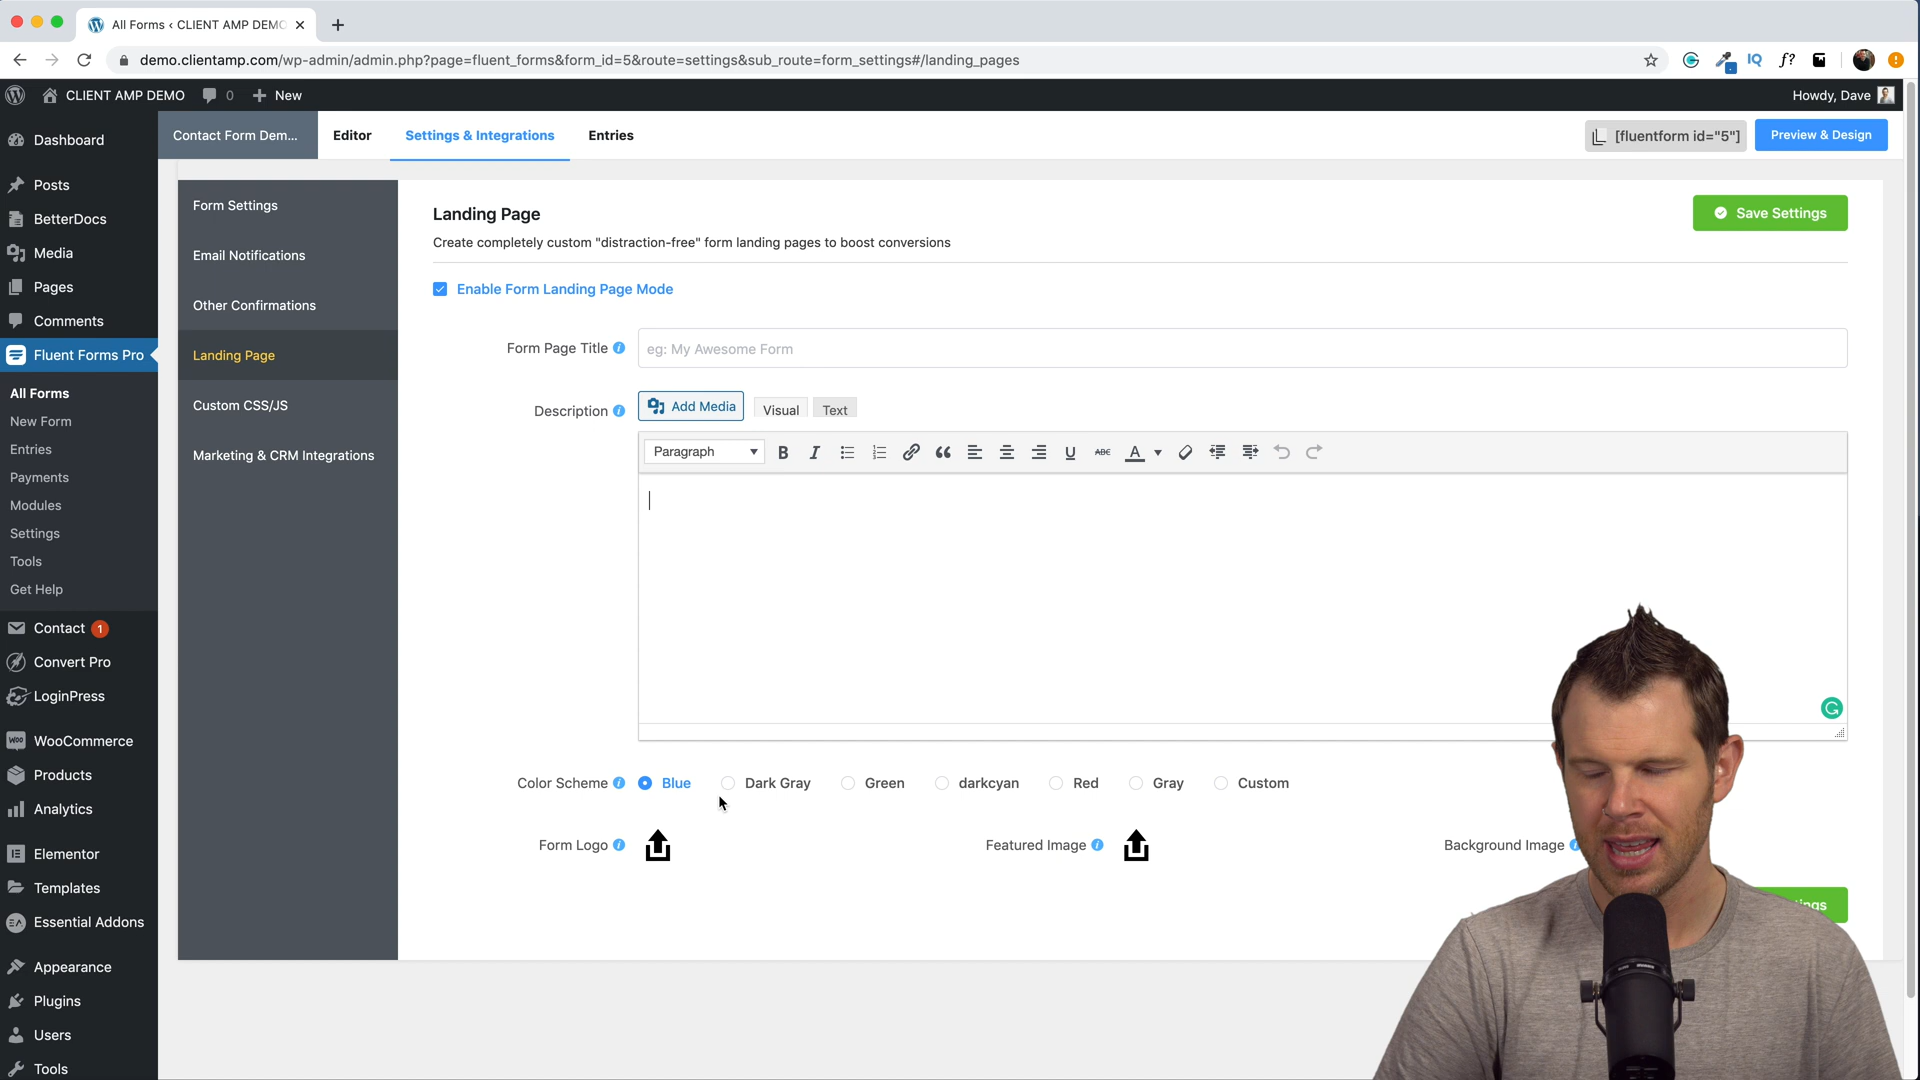 All Forms ‹ CLIENT AMP DEMO
demo.clientamp.com/wp-admin/admin.php?page=fluent_forms&form_id=5&route=settings&sub_route=form_settings#/landing_pages
IQ
f?
CLIENT AMP DEMO
0
New
Howdy, Dave
Contact Form Dem...
Editor
Settings & Integrations
Entries
[fluentform id="5"]
Preview & Design
Dashboard
Posts
BetterDocs
Media
Pages
Comments
Fluent Forms Pro
All Forms
New Form
Entries
Payments
Modules
Settings
Tools
Get Help
Contact 1
Convert Pro
LoginPress
WooCommerce
Products
Analytics
Elementor
Templates
Essential Addons
Appearance
Plugins
Users
Tools
Form Settings
Email Notifications
Other Confirmations
Landing Page
Custom CSS/JS
Marketing & CRM Integrations
Landing Page
Save Settings
Create completely custom "distraction-free" form landing pages to boost conversions
Enable Form Landing Page Mode
Form Page Title
eg: My Awesome Form
Description
Add Media
Visual
Text
Paragraph
B I U ABC A
Color Scheme
Blue
Dark Gray
Green
darkcyan
Red
Gray
Custom
Form Logo
Featured Image
Background Image